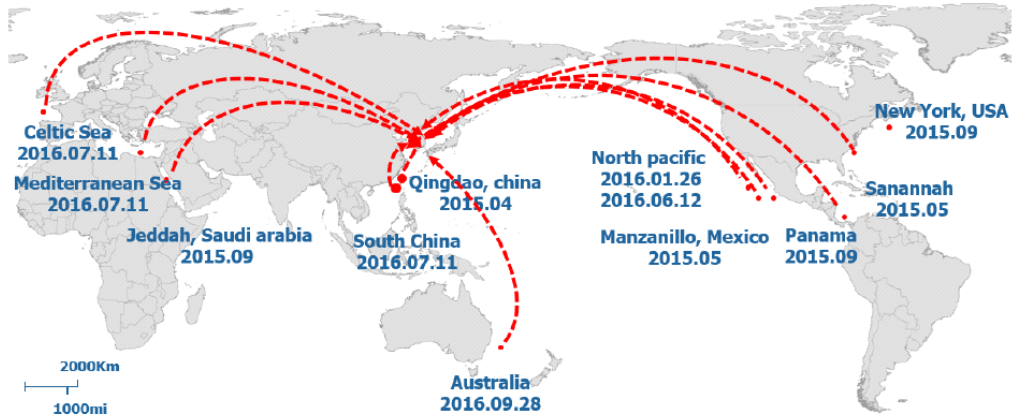 Celtic Sea
2016.07.11
Mediterranean Sea
2016.07.11
Jeddah, Saudi arabia
2015.09
Qingdao, china
2015.04
South China
2016.07.11
Australia
2016.09.28
North pacific
2016.01.26
2016.06.12
Manzanillo, Mexico
2015.05
New York, USA
2015.09
Sanannah
2015.05
Panama
2015.09
2000Km
1000mi